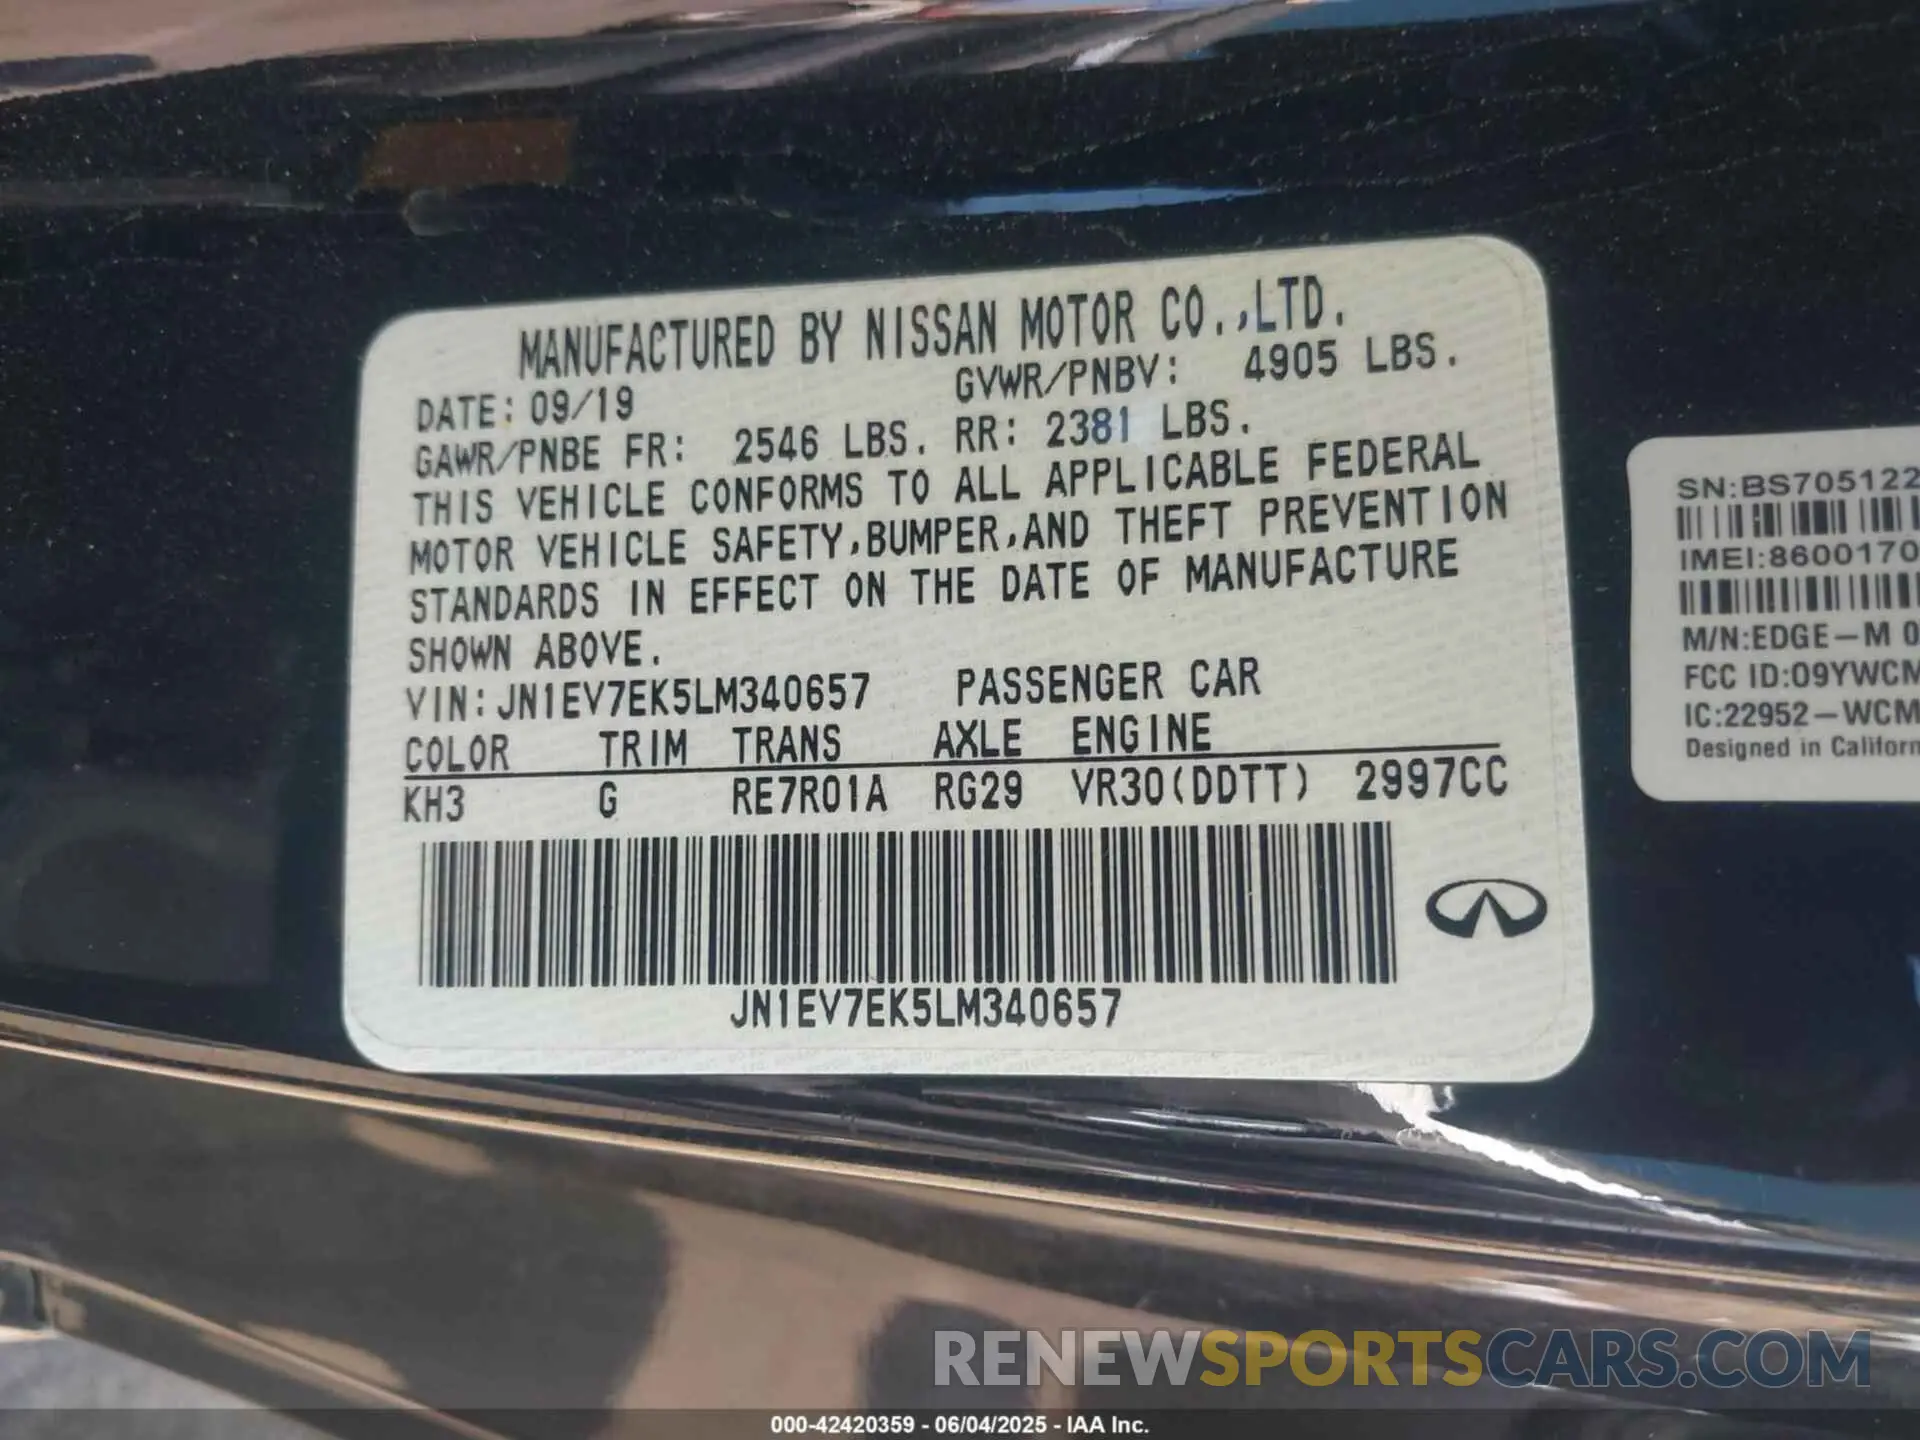 MANUFACTURED BY NISSAN MOTOR CO.,LTD.
DATE: 09/19 GVWR/PNBV: 4905 LBS.
GAWR/PNBE FR: 2546 LBS. RR: 2381 LBS.
THIS VEHICLE CONFORMS TO ALL APPLICABLE FEDERAL
MOTOR VEHICLE SAFETY,BUMPER,AND THEFT PREVENTION
STANDARDS IN EFFECT ON THE DATE OF MANUFACTURE
SHOWN ABOVE.
VIN: JN1EV7EK5LM340657 PASSENGER CAR
COLOR TRIM TRANS AXLE ENGINE
KH3 G RE7R01A RG29 VR30(DDTT) 2997CC
JN1EV7EK5LM340657
SN:BS705122
IMEI:8600170
M/N:EDGE-M 0
FCC ID:O9YWCM
IC:22952-WCM
Designed in Californ
RENEWSPORTSCARS.COM
000-42420359 - 06/04/2025 - IAA Inc.